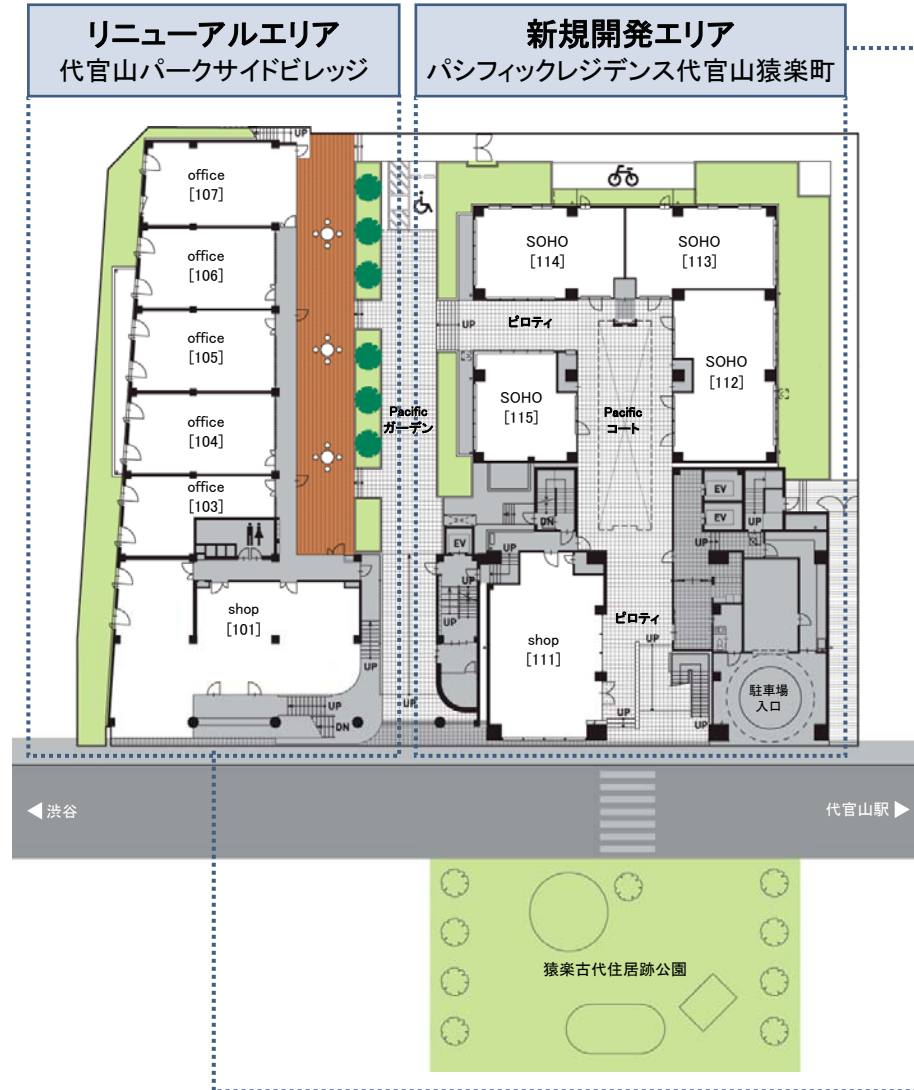 リニューアルエリア
代官山パークサイドビレッジ
新規開発エリア
パシフィックレジデンス代官山猿楽町
UP
office
[107]
office
[106]
office
[105]
office
[104]
office
[103]
shop
[101]
UP
UP
DN
UP
Pacific
ガーデン
SOHO
[114]
SOHO
[113]
UP
ピロティ
SOHO
[112]
SOHO
[115]
Pacific
コート
EV
EV
DN
UP
EV
UP
UP
UP
UP
shop
[111]
ピロティ
UP
UP
UP
駐車場
入口
渋谷
代官山駅
猿楽古代住居跡公園